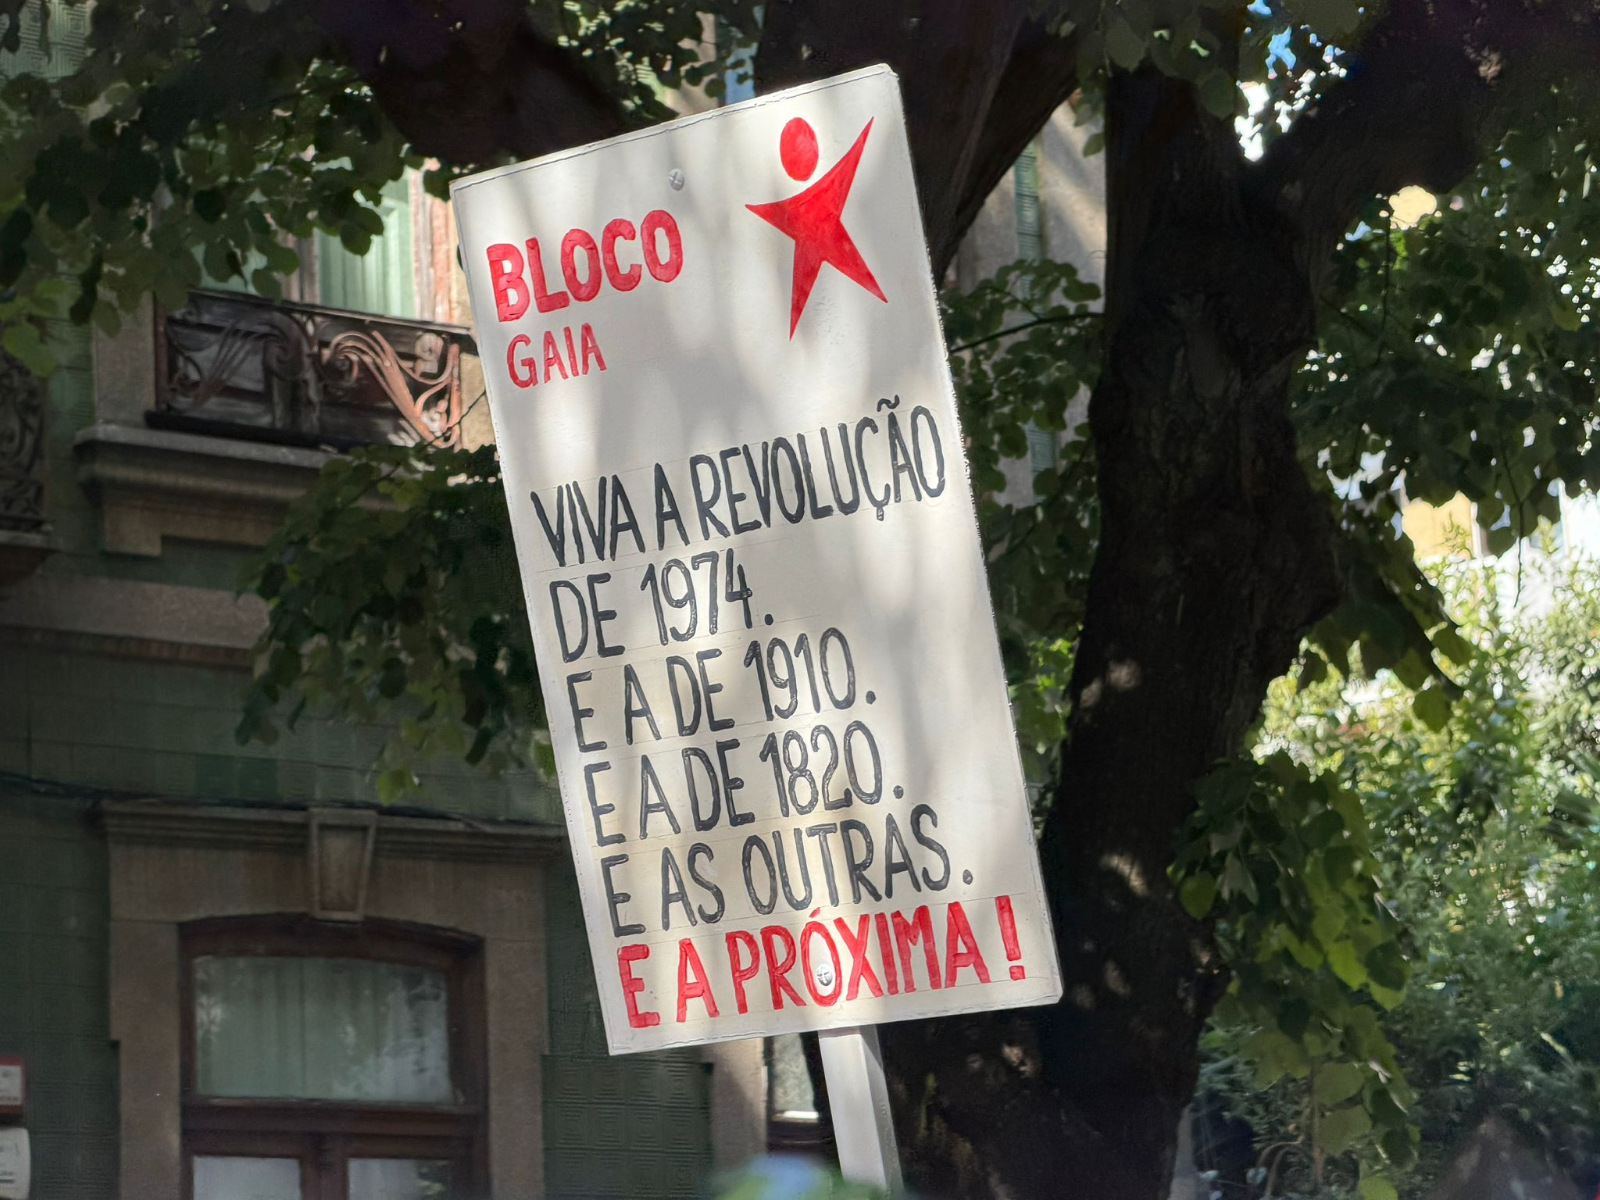 BLOCO
GAIA
VIVA A REVOLUÇÃO
DE 1974.
E A DE 1910.
E A DE 1820.
E AS OUTRAS.
E A PRÓXIMA!